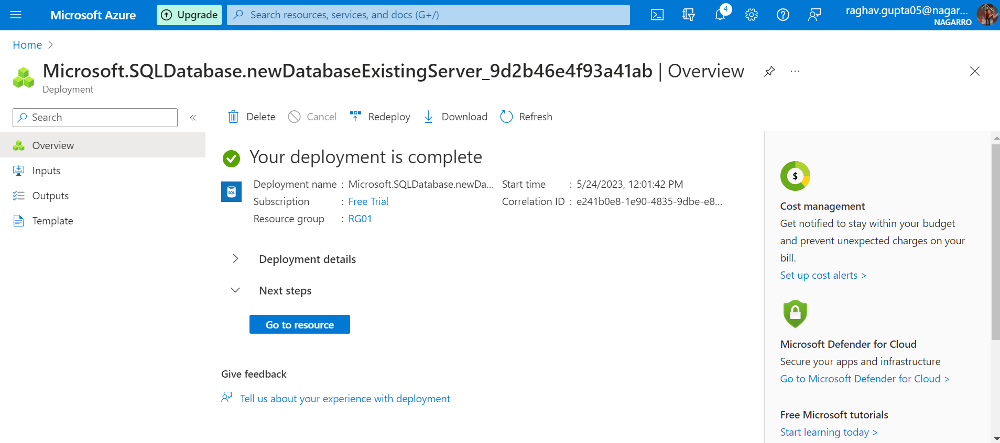 Microsoft Azure
Upgrade
Search resources, services, and docs (G+/)
4
raghav.gupta05@nagar...
NAGARRO
Home
Microsoft.SQLDatabase.newDatabaseExistingServer_9d2b46e4f93a41ab | Overview
Deployment
Search
«
Delete
Cancel
Redeploy
Download
Refresh
Overview
Inputs
Outputs
Template
Your deployment is complete
SQL
Deployment name : Microsoft.SQLDatabase.newDa...
Subscription : Free Trial
Resource group : RG01
Start time : 5/24/2023, 12:01:42 PM
Correlation ID : e241b0e8-1e90-4835-9dbe-e8...
Deployment details
Next steps
Go to resource
Give feedback
Tell us about your experience with deployment
$
Cost management
Get notified to stay within your budget
and prevent unexpected charges on your
bill.
Set up cost alerts >
Microsoft Defender for Cloud
Secure your apps and infrastructure
Go to Microsoft Defender for Cloud >
Free Microsoft tutorials
Start learning today >